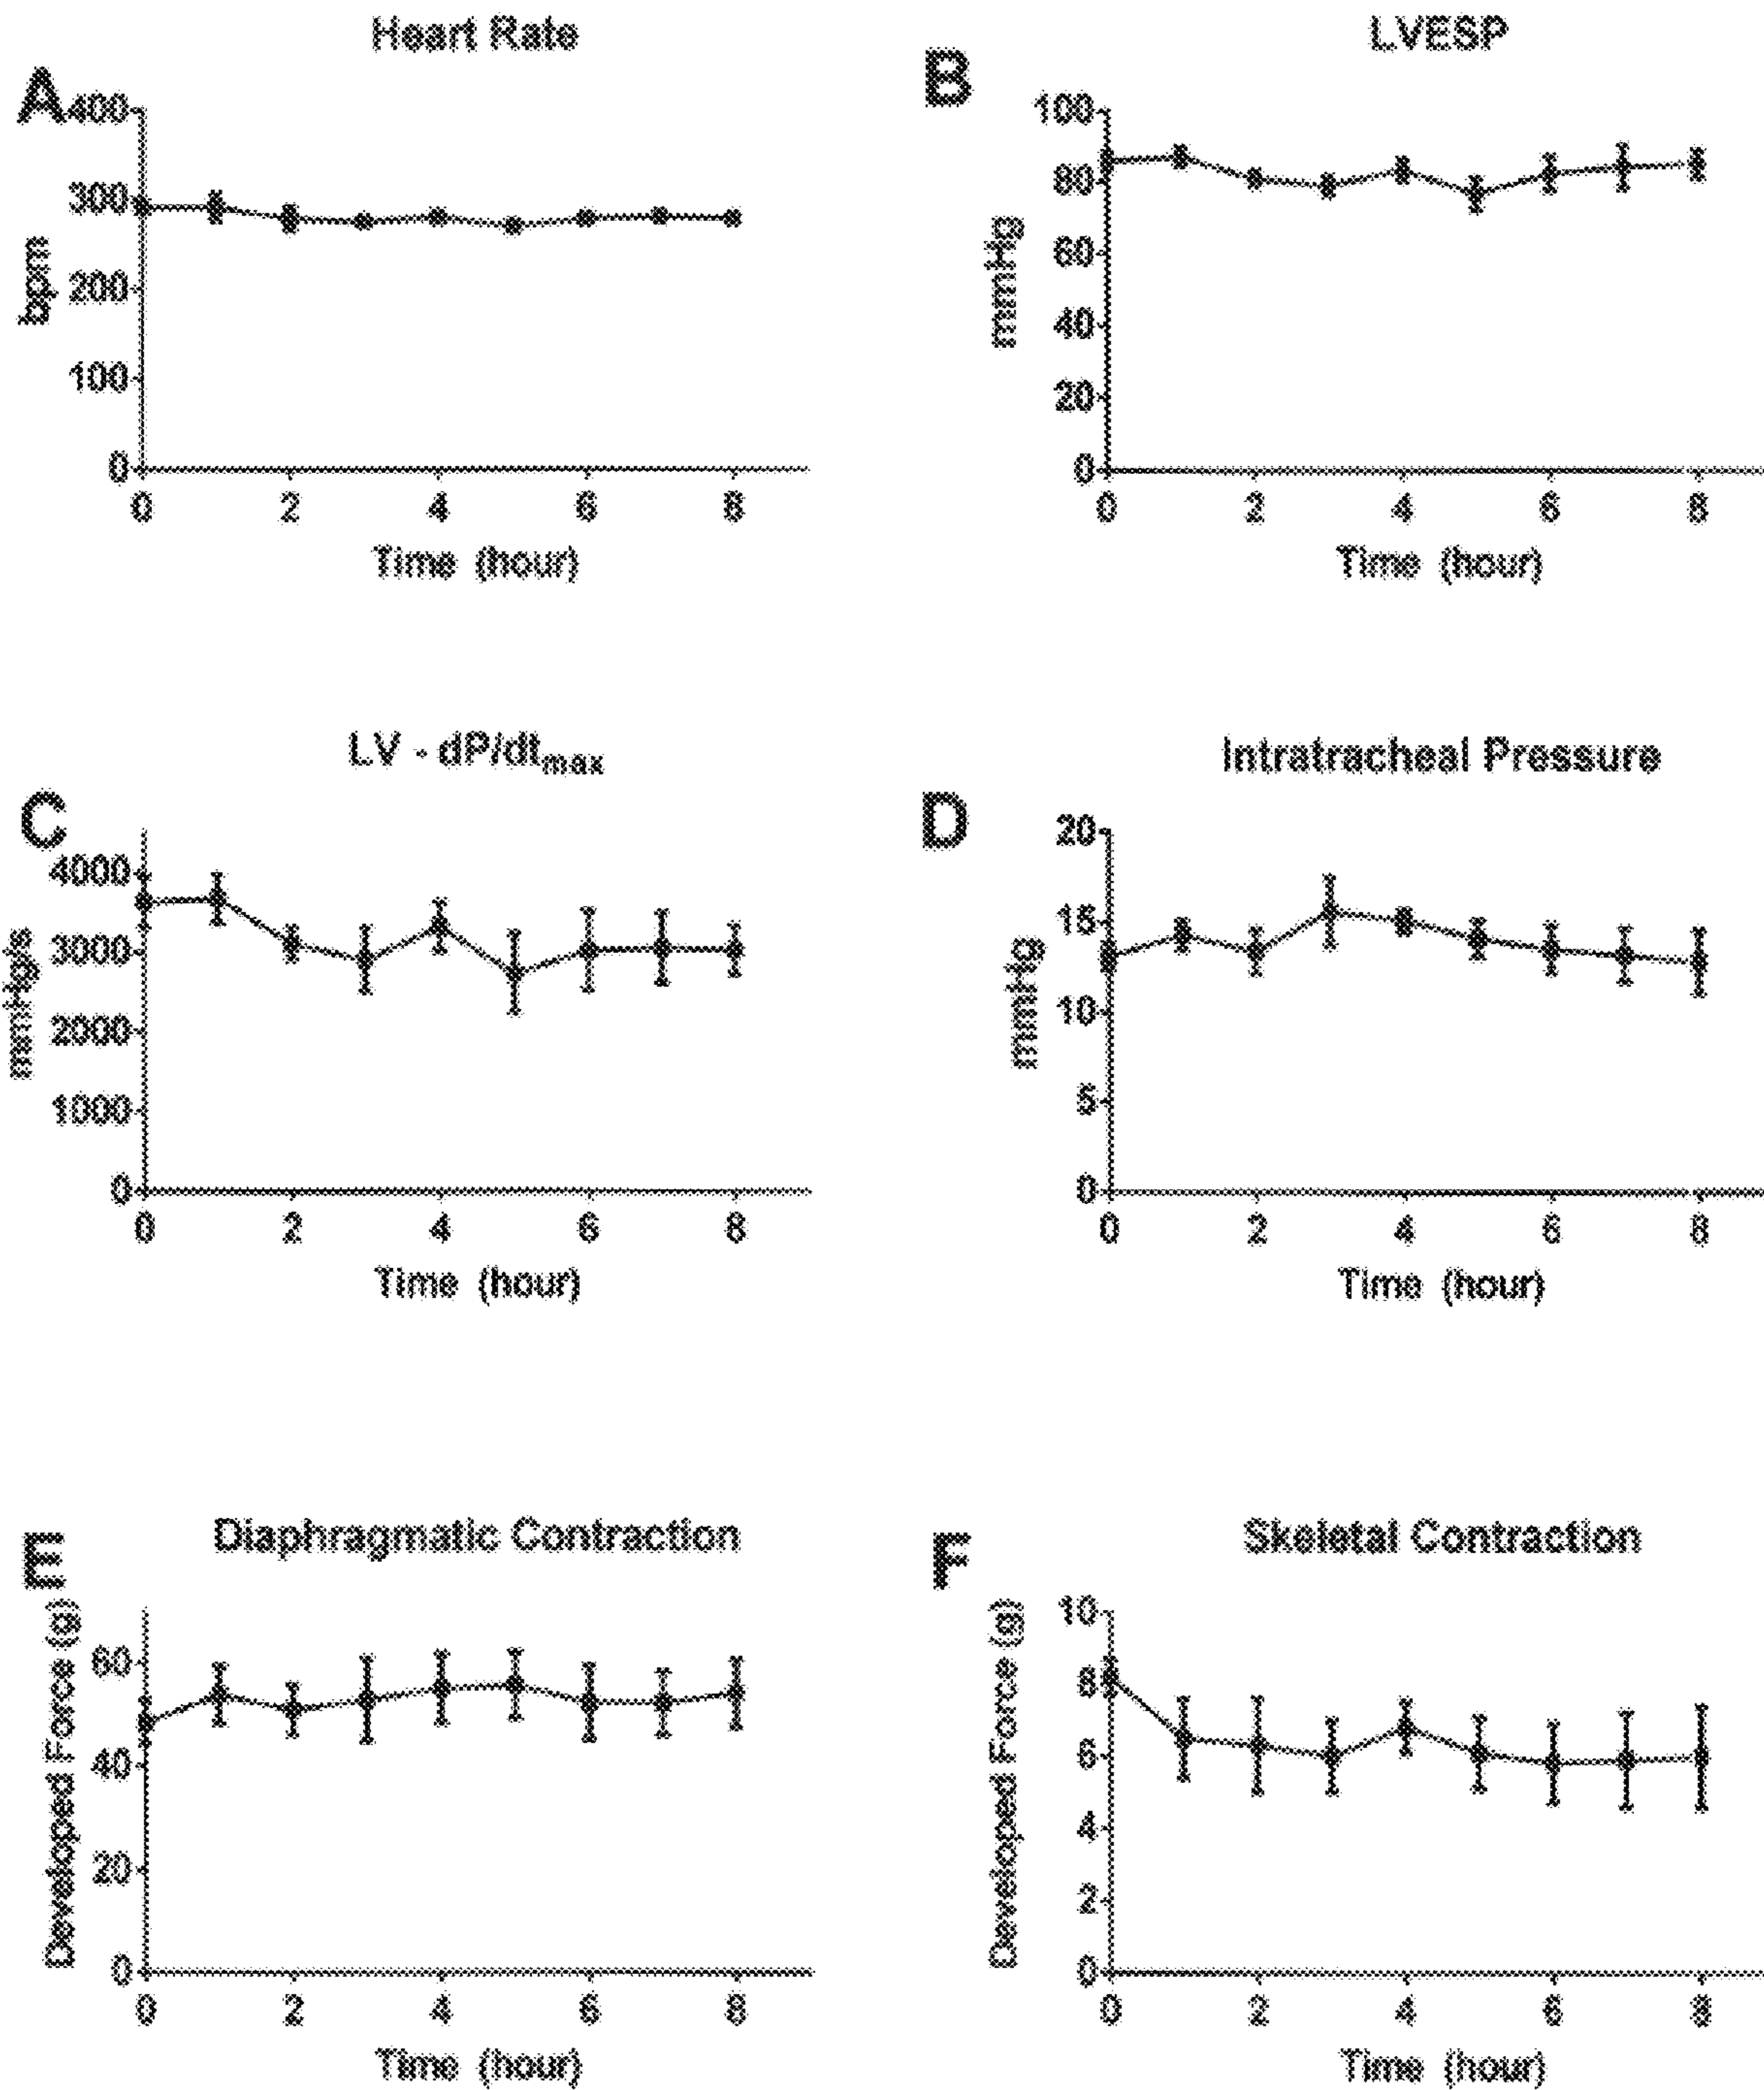 Heart Rate
A
400
300
200
100
0
bpm
0 2 4 6 8
Time (hour)
LVESP
B
100
80
60
40
20
0
mmHg
0 2 4 6 8
Time (hour)
LV - dP/dtmax
C
4000
3000
2000
1000
0
mmHg/s
0 2 4 6 8
Time (hour)
Intratracheal Pressure
D
20
15
10
5
0
mmHg
0 2 4 6 8
Time (hour)
Diaphragmatic Contraction
E
60
40
20
0
Developed Force (g)
0 2 4 6 8
Time (hour)
Skeletal Contraction
F
10
8
6
4
2
0
Developed Force (g)
0 2 4 6 8
Time (hour)